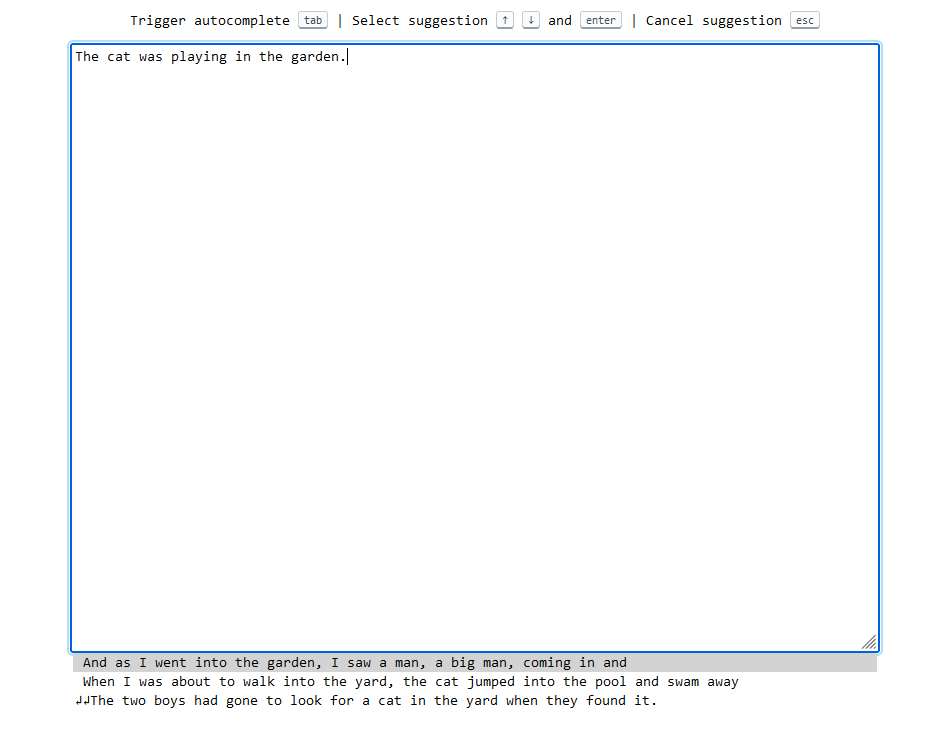 Trigger autocomplete tab | Select suggestion ↑ ↓ and enter | Cancel suggestion esc
The cat was playing in the garden.
And as I went into the garden, I saw a man, a big man, coming in and
When I was about to walk into the yard, the cat jumped into the pool and swam away
↲↲The two boys had gone to look for a cat in the yard when they found it.